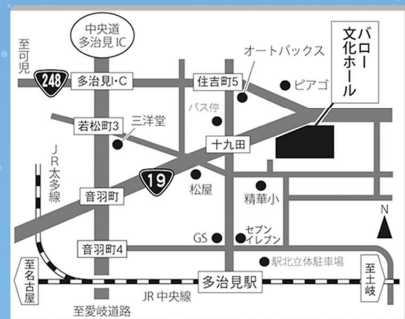 中央道
多治見IC
至可児
248
多治見I・C
住吉町5
オートバックス
ピアゴ
バロー
文化ホール
バス停
若松町3
三洋堂
十九田
JR太多線
19
松屋
音羽町
精華小
N
音羽町4
GS
セブン
イレブン
駅北立体駐車場
至名古屋
多治見駅
至土岐
JR中央線
至愛岐道路